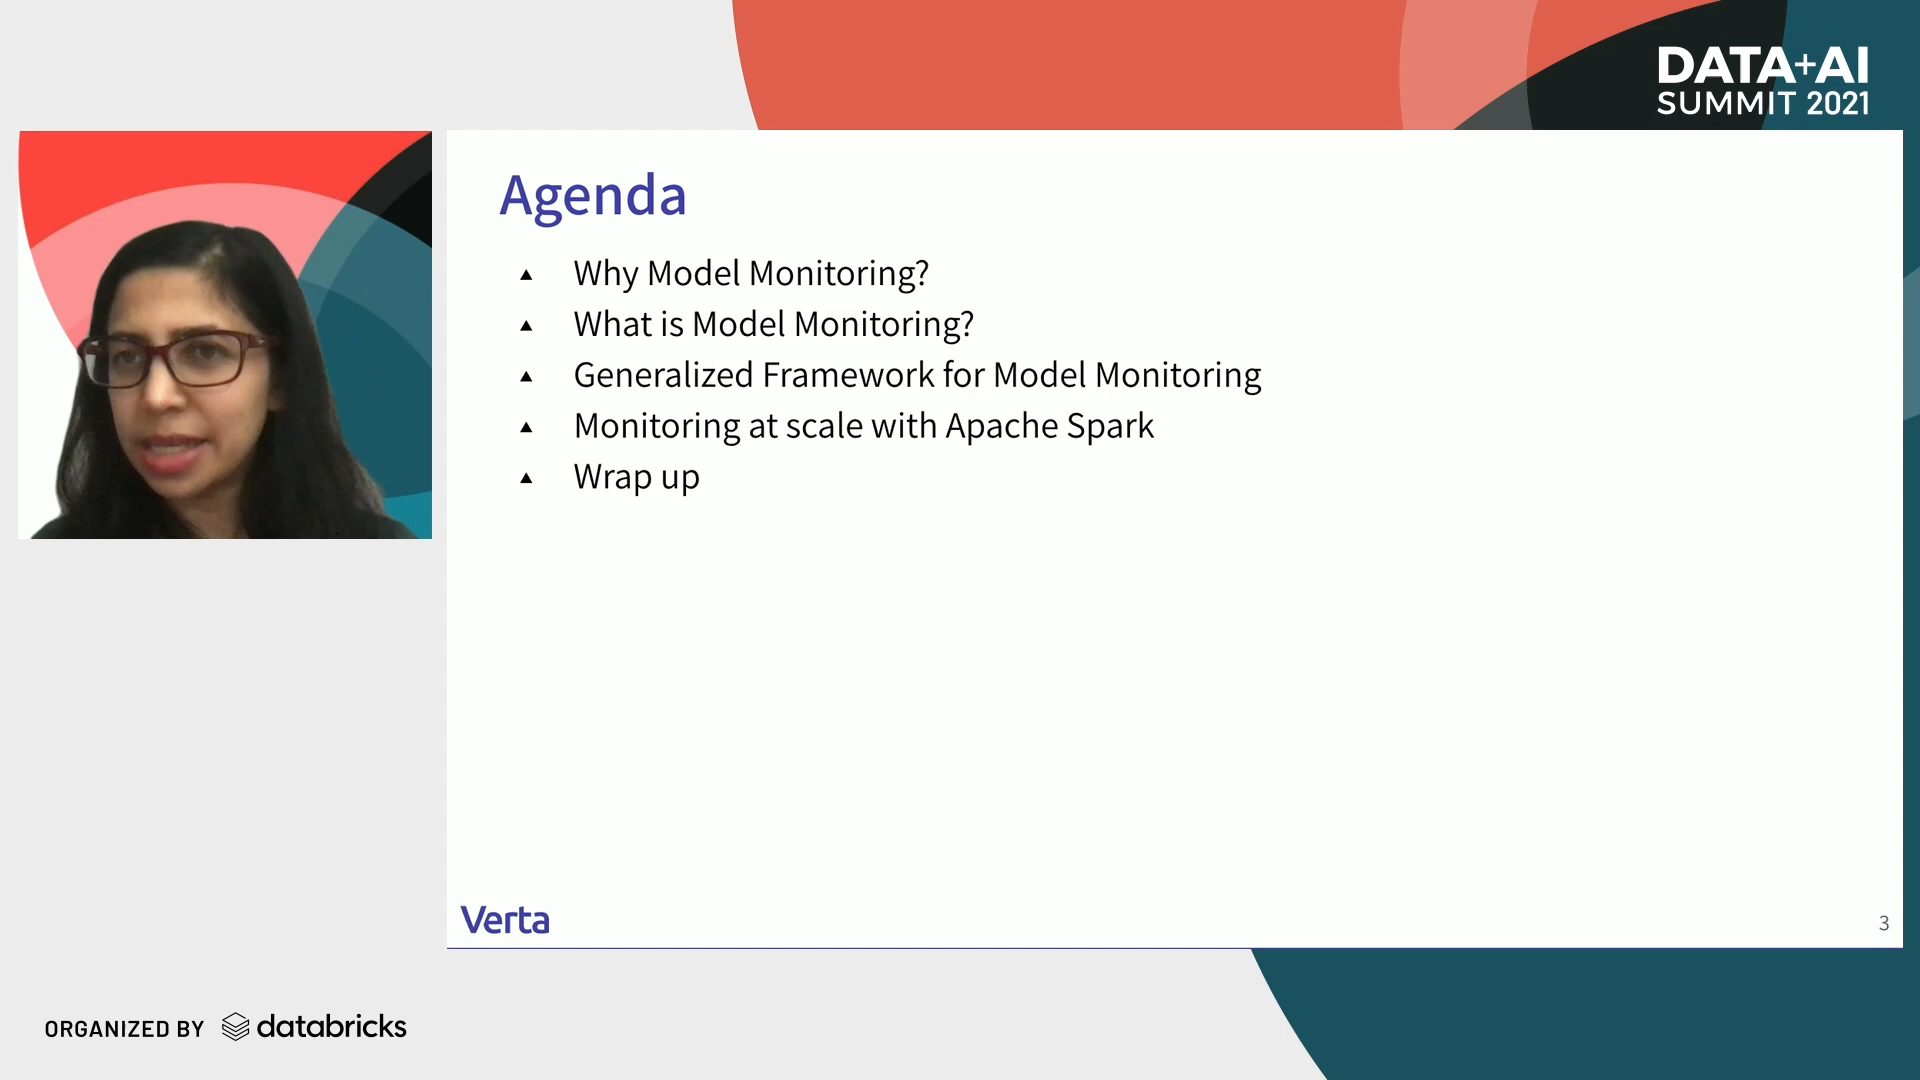 DATA+AI
SUMMIT 2021
Agenda
Why Model Monitoring?
What is Model Monitoring?
Generalized Framework for Model Monitoring
Monitoring at scale with Apache Spark
Wrap up
Verta
3
ORGANIZED BY databricks